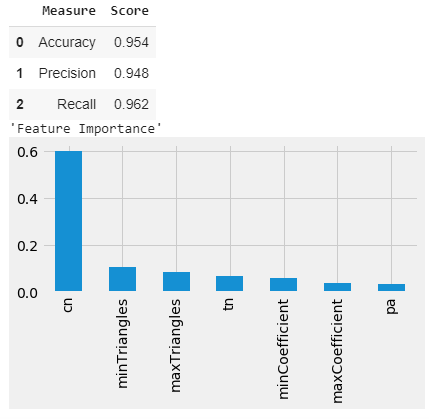 Measure Score
0 Accuracy 0.954
1 Precision 0.948
2 Recall 0.962
'Feature Importance'
0.6
0.4
0.2
0.0
cn
minTriangles
maxTriangles
tn
minCoefficient
maxCoefficient
pa